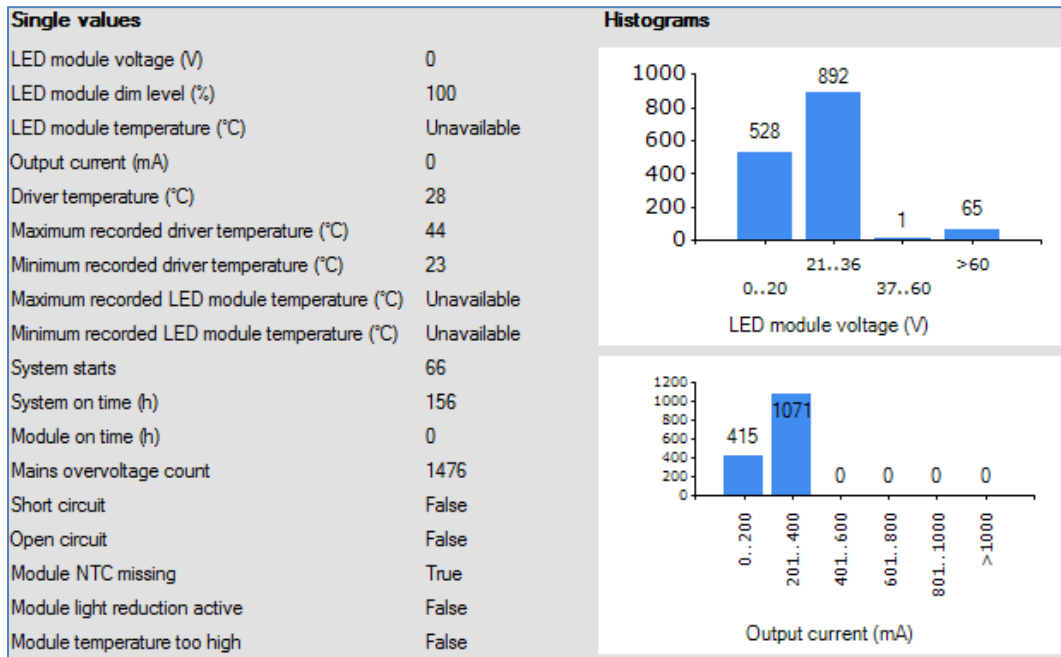 Single values
LED module voltage (V) 0
LED module dim level (%) 100
LED module temperature (°C) Unavailable
Output current (mA) 0
Driver temperature (°C) 28
Maximum recorded driver temperature (°C) 44
Minimum recorded driver temperature (°C) 23
Maximum recorded LED module temperature (°C) Unavailable
Minimum recorded LED module temperature (°C) Unavailable
System starts 66
System on time (h) 156
Module on time (h) 0
Mains overvoltage count 1476
Short circuit False
Open circuit False
Module NTC missing True
Module light reduction active False
Module temperature too high False
Histograms
1000
800
600
400
200
0
528
892
1
65
0..20
21..36
37..60
>60
LED module voltage (V)
1200
1000
800
600
400
200
0
415
1071
0
0
0
0
0..200
201..400
401..600
601..800
801..1000
>1000
Output current (mA)